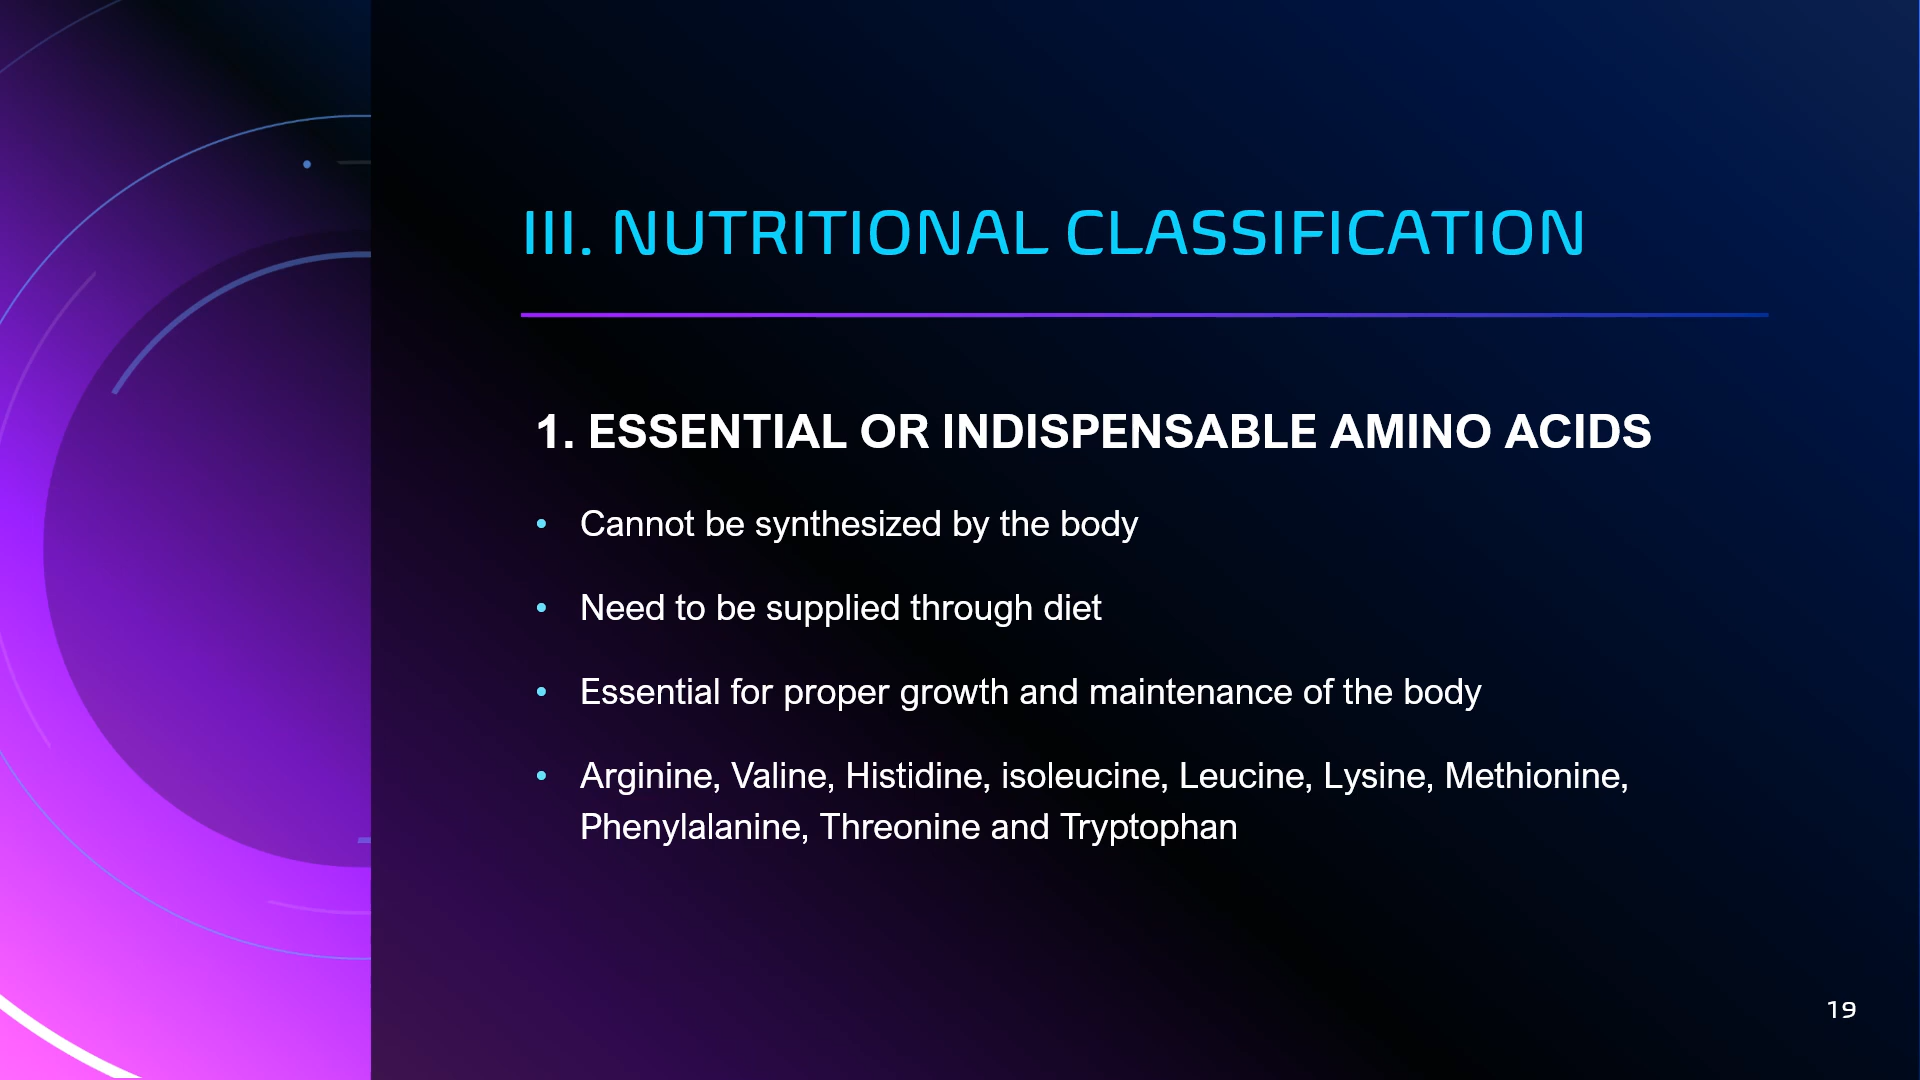 III. NUTRITIONAL CLASSIFICATION
1. ESSENTIAL OR INDISPENSABLE AMINO ACIDS
• Cannot be synthesized by the body
• Need to be supplied through diet
• Essential for proper growth and maintenance of the body
• Arginine, Valine, Histidine, isoleucine, Leucine, Lysine, Methionine,
Phenylalanine, Threonine and Tryptophan
19